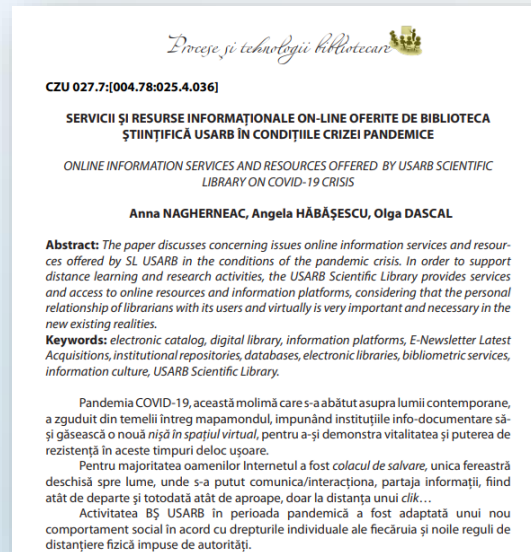 Procese și tehnologii bibliotecare
CZU 027.7:[004.78:025.4.036]
SERVICII ȘI RESURSE INFORMAȚIONALE ON-LINE OFERITE DE BIBLIOTECA
ȘTIINȚIFICĂ USARB ÎN CONDIȚIILE CRIZEI PANDEMICE
ONLINE INFORMATION SERVICES AND RESOURCES OFFERED BY USARB SCIENTIFIC
LIBRARY ON COVID-19 CRISIS
Anna NAGHERNEAC, Angela HĂBĂȘESCU, Olga DASCAL
Abstract: The paper discusses concerning issues online information services and resour-
ces offered by SL USARB in the conditions of the pandemic crisis. In order to support
distance learning and research activities, the USARB Scientific Library provides services
and access to online resources and information platforms, considering that the personal
relationship of librarians with its users and virtually is very important and necessary in the
new existing realities.
Keywords: electronic catalog, digital library, information platforms, E-Newsletter Latest
Acquisitions, institutional repositories, databases, electronic libraries, bibliometric services,
information culture, USARB Scientific Library.
Pandemia COVID-19, această molimă care s-a abătut asupra lumii contemporane,
a zguduit din temelii întreg mapamondul, impunând instituțiile info-documentare să-
și găsească o nouă nișă în spațiul virtual, pentru a-și demonstra vitalitatea și puterea de
rezistență în aceste timpuri deloc ușoare.
Pentru majoritatea oamenilor Internetul a fost colacul de salvare, unica fereastră
deschisă spre lume, unde s-a putut comunica/interacționa, partaja informații, fiind
atât de departe și totodată atât de aproape, doar la distanța unui clik…
Activitatea BȘ USARB în perioada pandemică a fost adaptată unui nou
comportament social în acord cu drepturile individuale ale fiecăruia și noile reguli de
distanțiere fizică impuse de autorități.